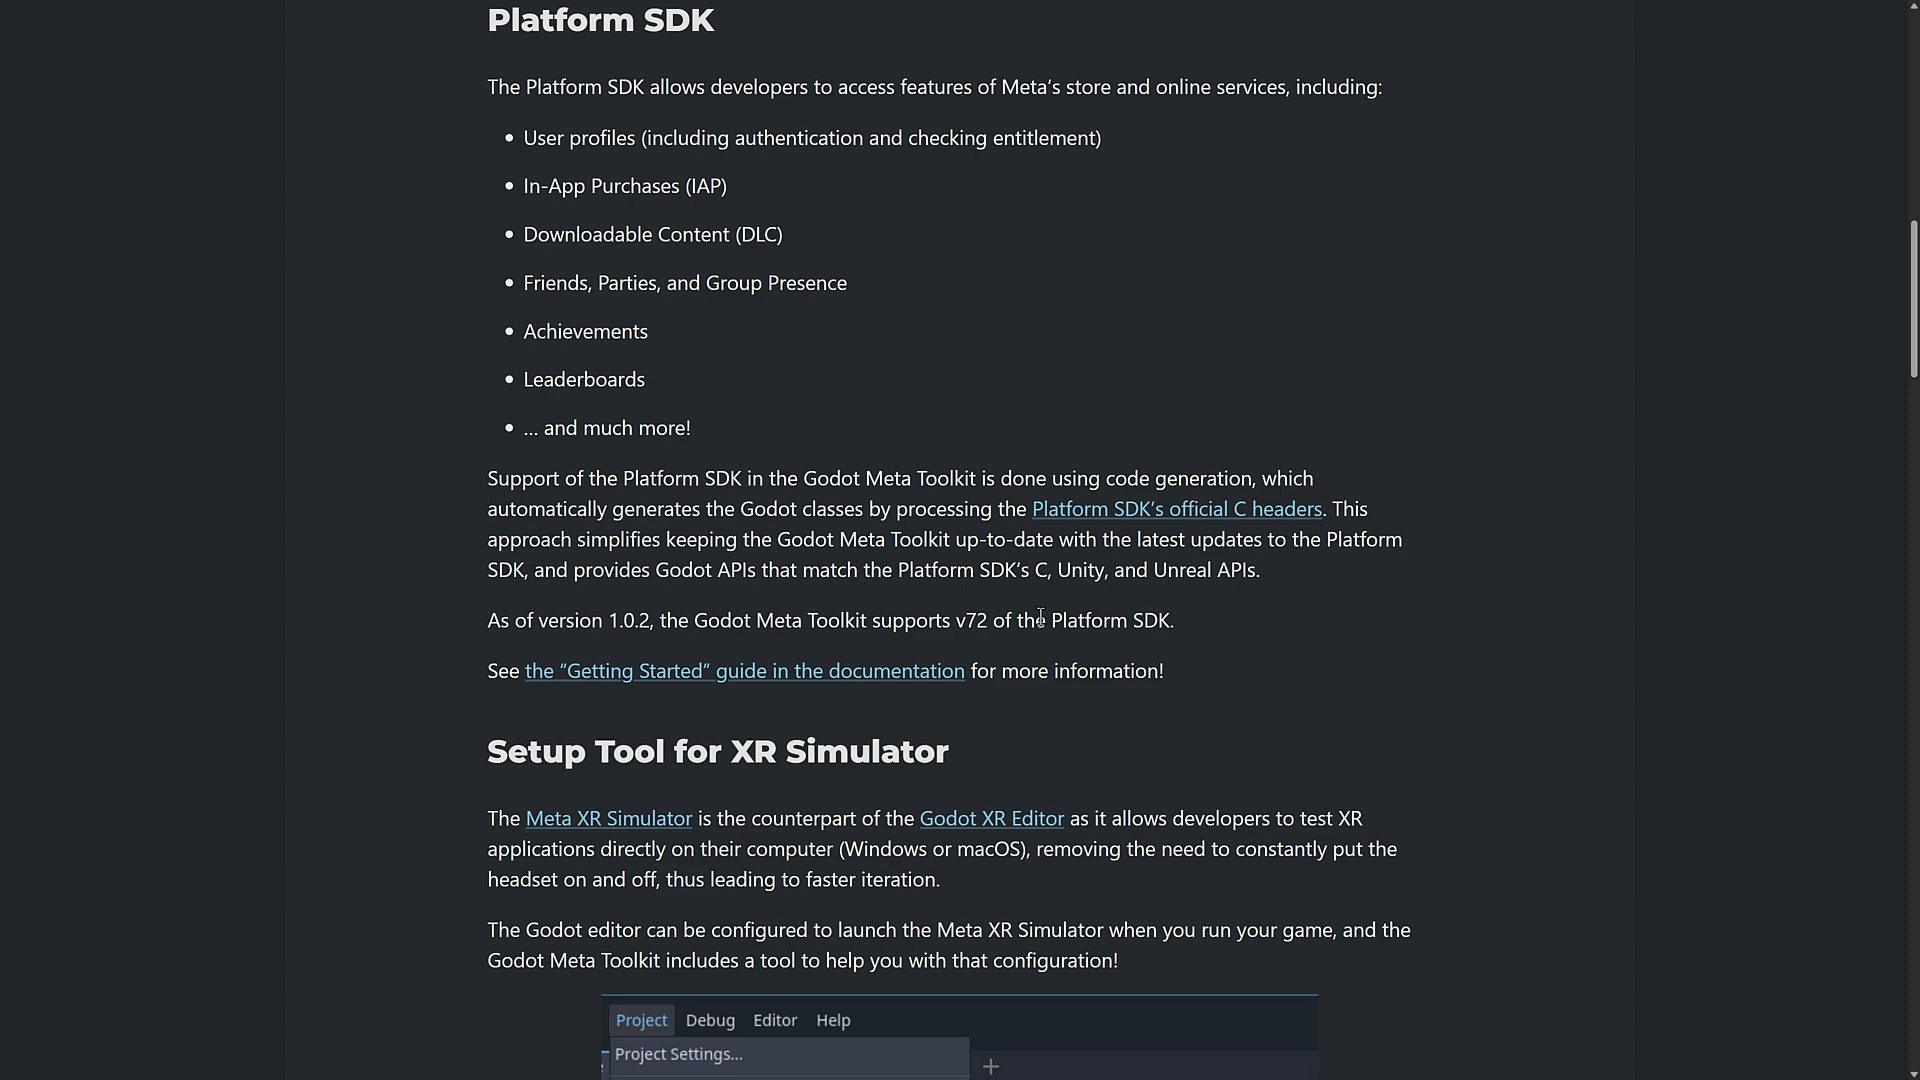 Platform SDK
The Platform SDK allows developers to access features of Meta’s store and online services, including:
• User profiles (including authentication and checking entitlement)
• In-App Purchases (IAP)
• Downloadable Content (DLC)
• Friends, Parties, and Group Presence
• Achievements
• Leaderboards
• … and much more!
Support of the Platform SDK in the Godot Meta Toolkit is done using code generation, which
automatically generates the Godot classes by processing the Platform SDK’s official C headers. This
approach simplifies keeping the Godot Meta Toolkit up-to-date with the latest updates to the Platform
SDK, and provides Godot APIs that match the Platform SDK’s C, Unity, and Unreal APIs.
As of version 1.0.2, the Godot Meta Toolkit supports v72 of the Platform SDK.
See the “Getting Started” guide in the documentation for more information!
Setup Tool for XR Simulator
The Meta XR Simulator is the counterpart of the Godot XR Editor as it allows developers to test XR
applications directly on their computer (Windows or macOS), removing the need to constantly put the
headset on and off, thus leading to faster iteration.
The Godot editor can be configured to launch the Meta XR Simulator when you run your game, and the
Godot Meta Toolkit includes a tool to help you with that configuration!
Project Debug Editor Help
Project Settings...